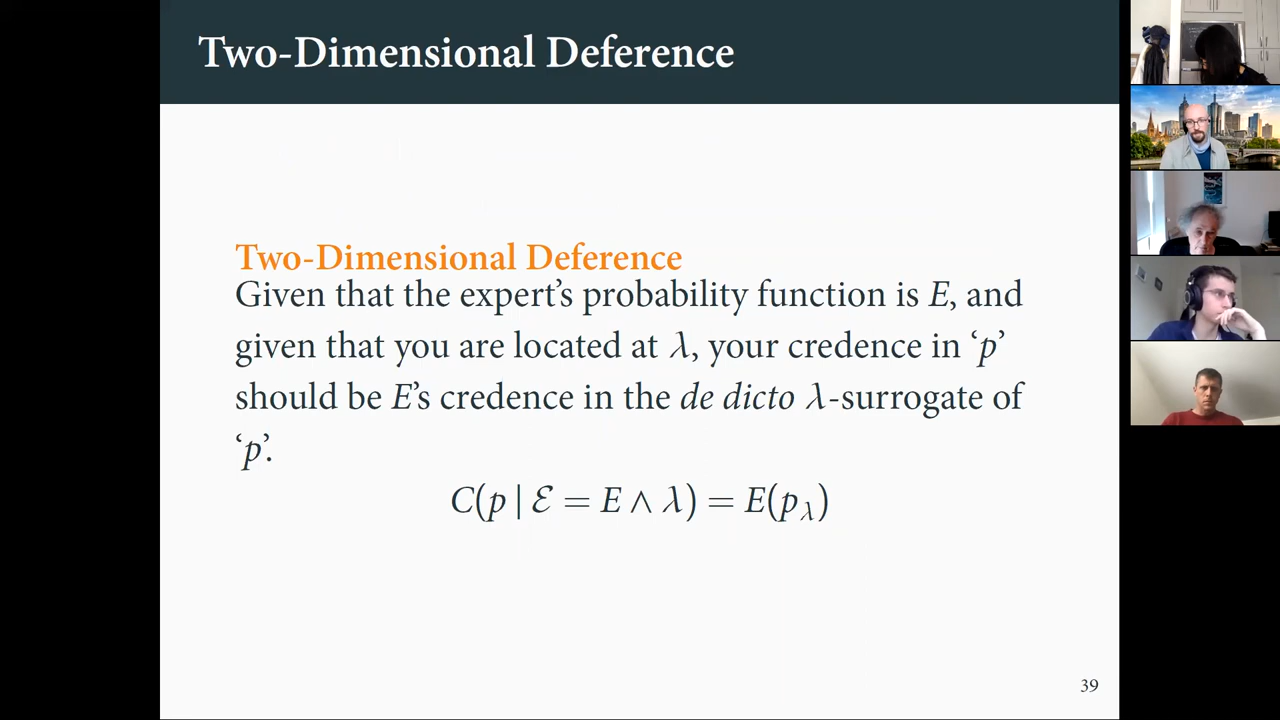 Two-Dimensional Deference
Two-Dimensional Deference
Given that the expert’s probability function is E, and
given that you are located at λ, your credence in ‘p’
should be E’s credence in the de dicto λ-surrogate of
‘p’.
C(p | ℰ = E ∧ λ) = E(p_λ)
39